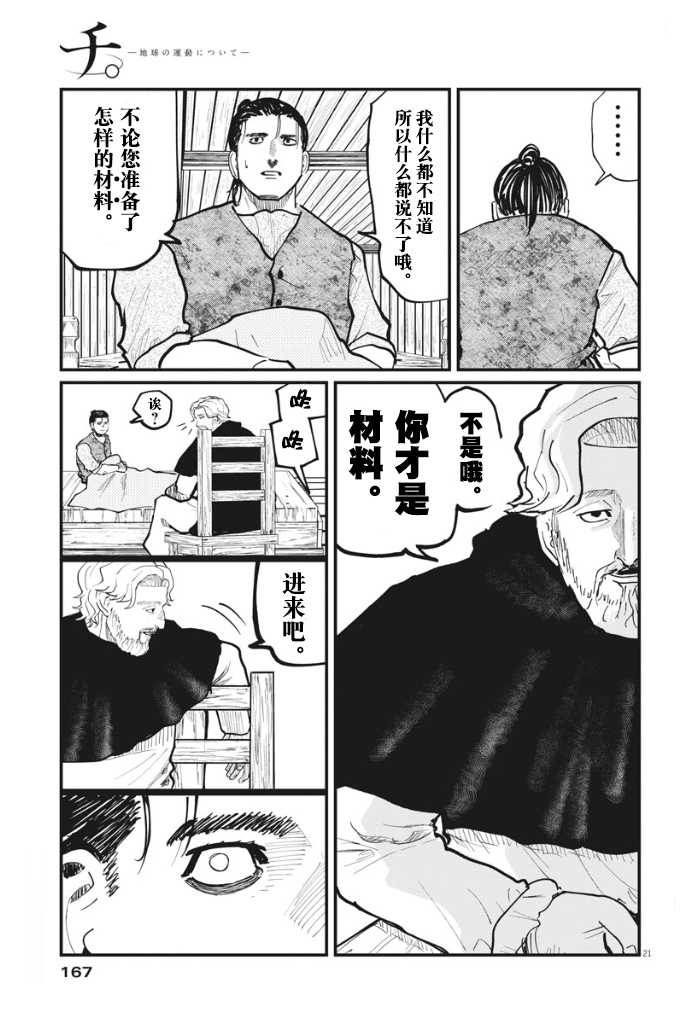 チ。
—地球の運動について—
……
我什么都不知道
所以什么都说不了哦。
不论您准备了
怎样的材料。
不是哦。
你才是
材料。
咚
咚
诶?
进来吧。
21
167